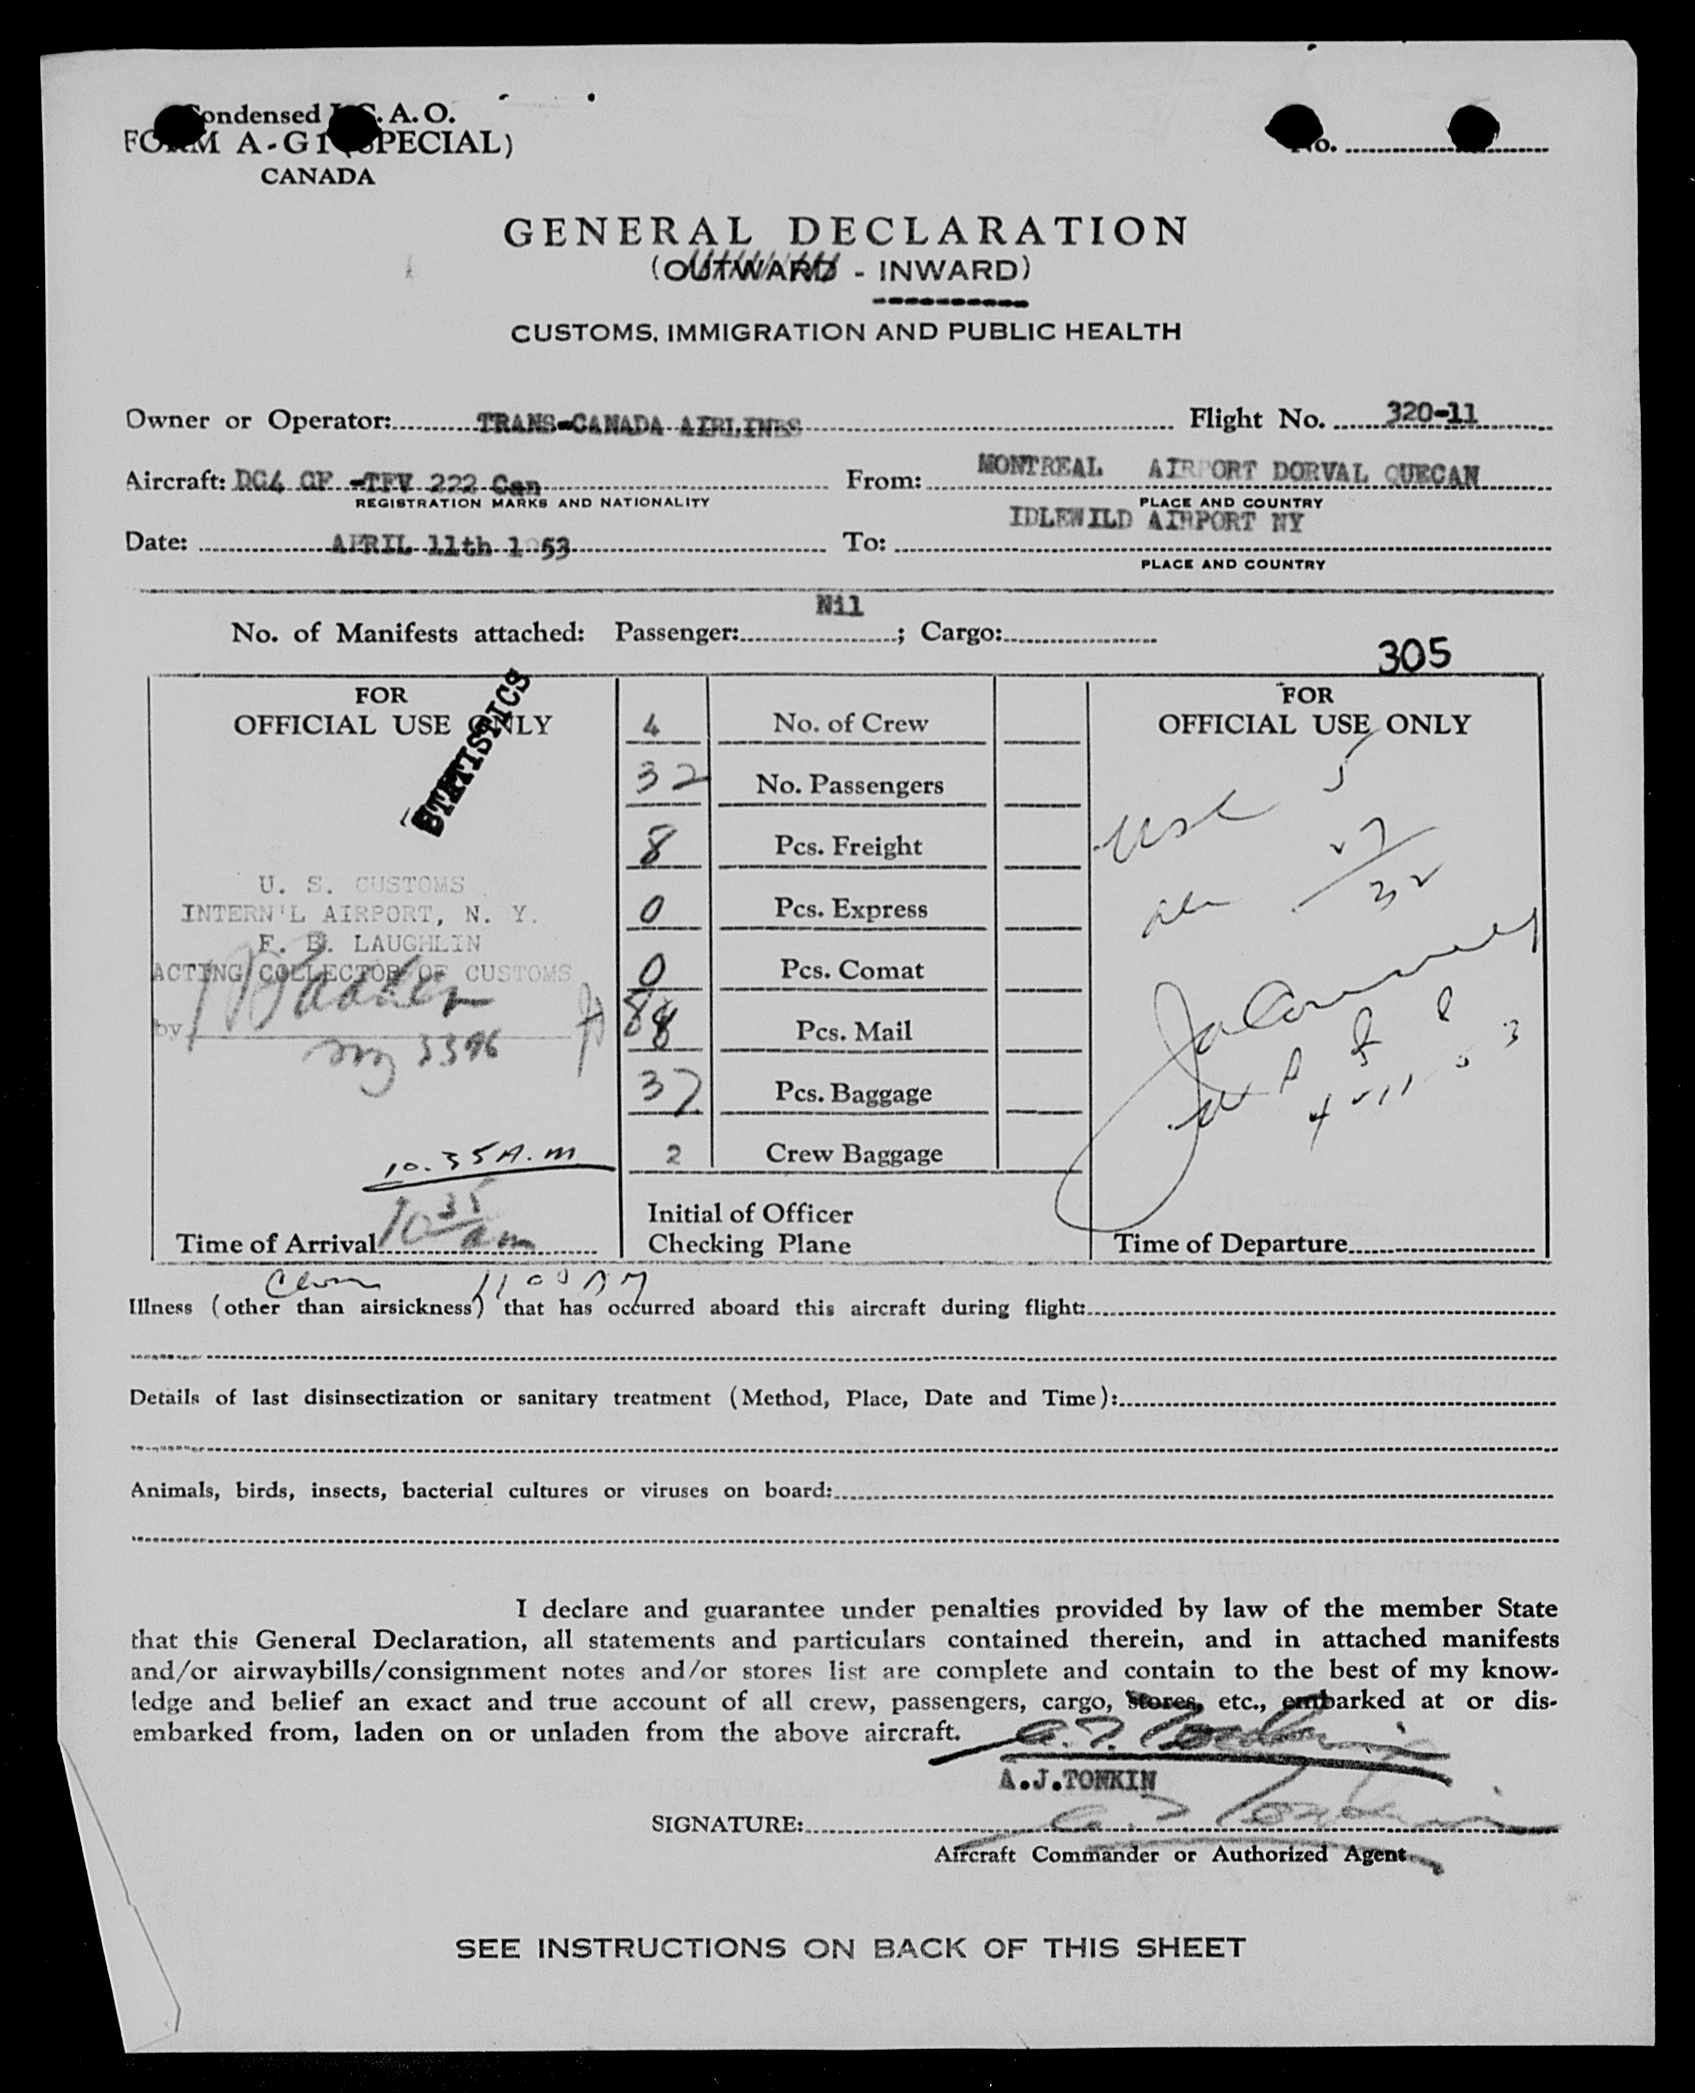 Condensed I.C.A.O.
FORM A-G1 (SPECIAL)
CANADA
No.
GENERAL DECLARATION
(OUTWARD - INWARD)
CUSTOMS, IMMIGRATION AND PUBLIC HEALTH
Owner or Operator: TRANS-CANADA AIRLINES Flight No. 320-11
Aircraft: DC4 CF -TFV 222 Can From: MONTREAL AIRPORT DORVAL QUECAN
REGISTRATION MARKS AND NATIONALITY PLACE AND COUNTRY
Date: APRIL 11th 1953 To: IDLEWILD AIRPORT NY
PLACE AND COUNTRY
Nil
No. of Manifests attached: Passenger: ; Cargo:
305
FOR
OFFICIAL USE ONLY
STATISTICS
U. S. CUSTOMS
INTERN'L AIRPORT, N. Y.
F. E. LAUGHLIN
ACTING COLLECTOR OF CUSTOMS
by
3396
10.35 A.M
Time of Arrival 10 35 am
4 No. of Crew
32 No. Passengers
8 Pcs. Freight
0 Pcs. Express
0 Pcs. Comat
88 Pcs. Mail
37 Pcs. Baggage
2 Crew Baggage
Initial of Officer
Checking Plane
FOR
OFFICIAL USE ONLY
USC 5
27
32
4-11-53
Time of Departure
1100 AM
Illness (other than airsickness) that has occurred aboard this aircraft during flight:
Details of last disinsectization or sanitary treatment (Method, Place, Date and Time):
Animals, birds, insects, bacterial cultures or viruses on board:
I declare and guarantee under penalties provided by law of the member State
that this General Declaration, all statements and particulars contained therein, and in attached manifests
and/or airwaybills/consignment notes and/or stores list are complete and contain to the best of my know-
ledge and belief an exact and true account of all crew, passengers, cargo, stores, etc., embarked at or dis-
embarked from, laden on or unladen from the above aircraft.
A. J. Tonkin
A.J.TONKIN
SIGNATURE: A J Tonkin
Aircraft Commander or Authorized Agent
SEE INSTRUCTIONS ON BACK OF THIS SHEET